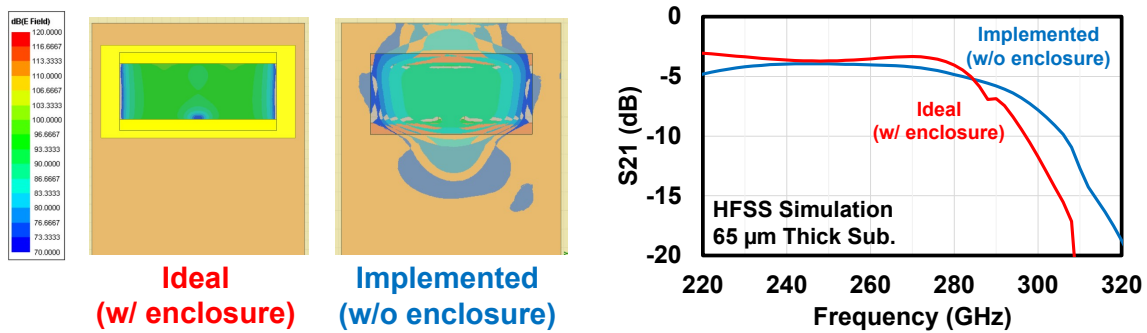 dB(E Field)
120.0000
116.6667
113.3333
110.0000
106.6667
103.3333
100.0000
96.6667
93.3333
90.0000
86.6667
83.3333
80.0000
76.6667
73.3333
70.0000
Ideal
(w/ enclosure)
Implemented
(w/o enclosure)
0
-5
-10
-15
-20
S21 (dB)
Implemented
(w/o enclosure)
Ideal
(w/ enclosure)
HFSS Simulation
65 µm Thick Sub.
220 240 260 280 300 320
Frequency (GHz)